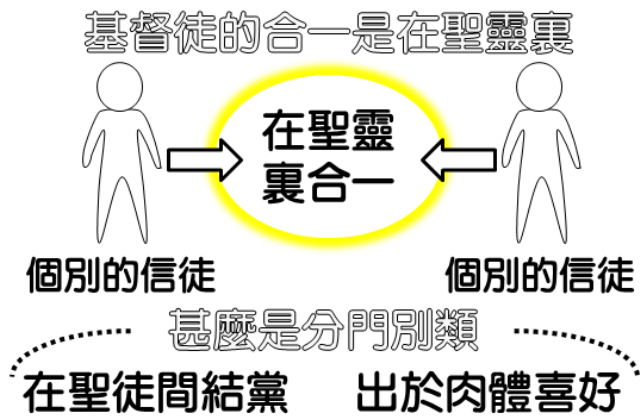 基督徒的合一是在聖靈裏
在聖靈
裏合一
個別的信徒
個別的信徒
甚麼是分門別類
在聖徒間結黨
出於肉體喜好